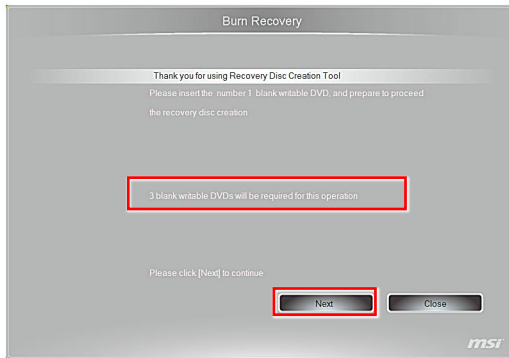 Burn Recovery
Thank you for using Recovery Disc Creation Tool
Please insert the number 1 blank writable DVD, and prepare to proceed
the recovery disc creation
3 blank writable DVDs will be required for this operation
Please click [Next] to continue
Next Close
msi